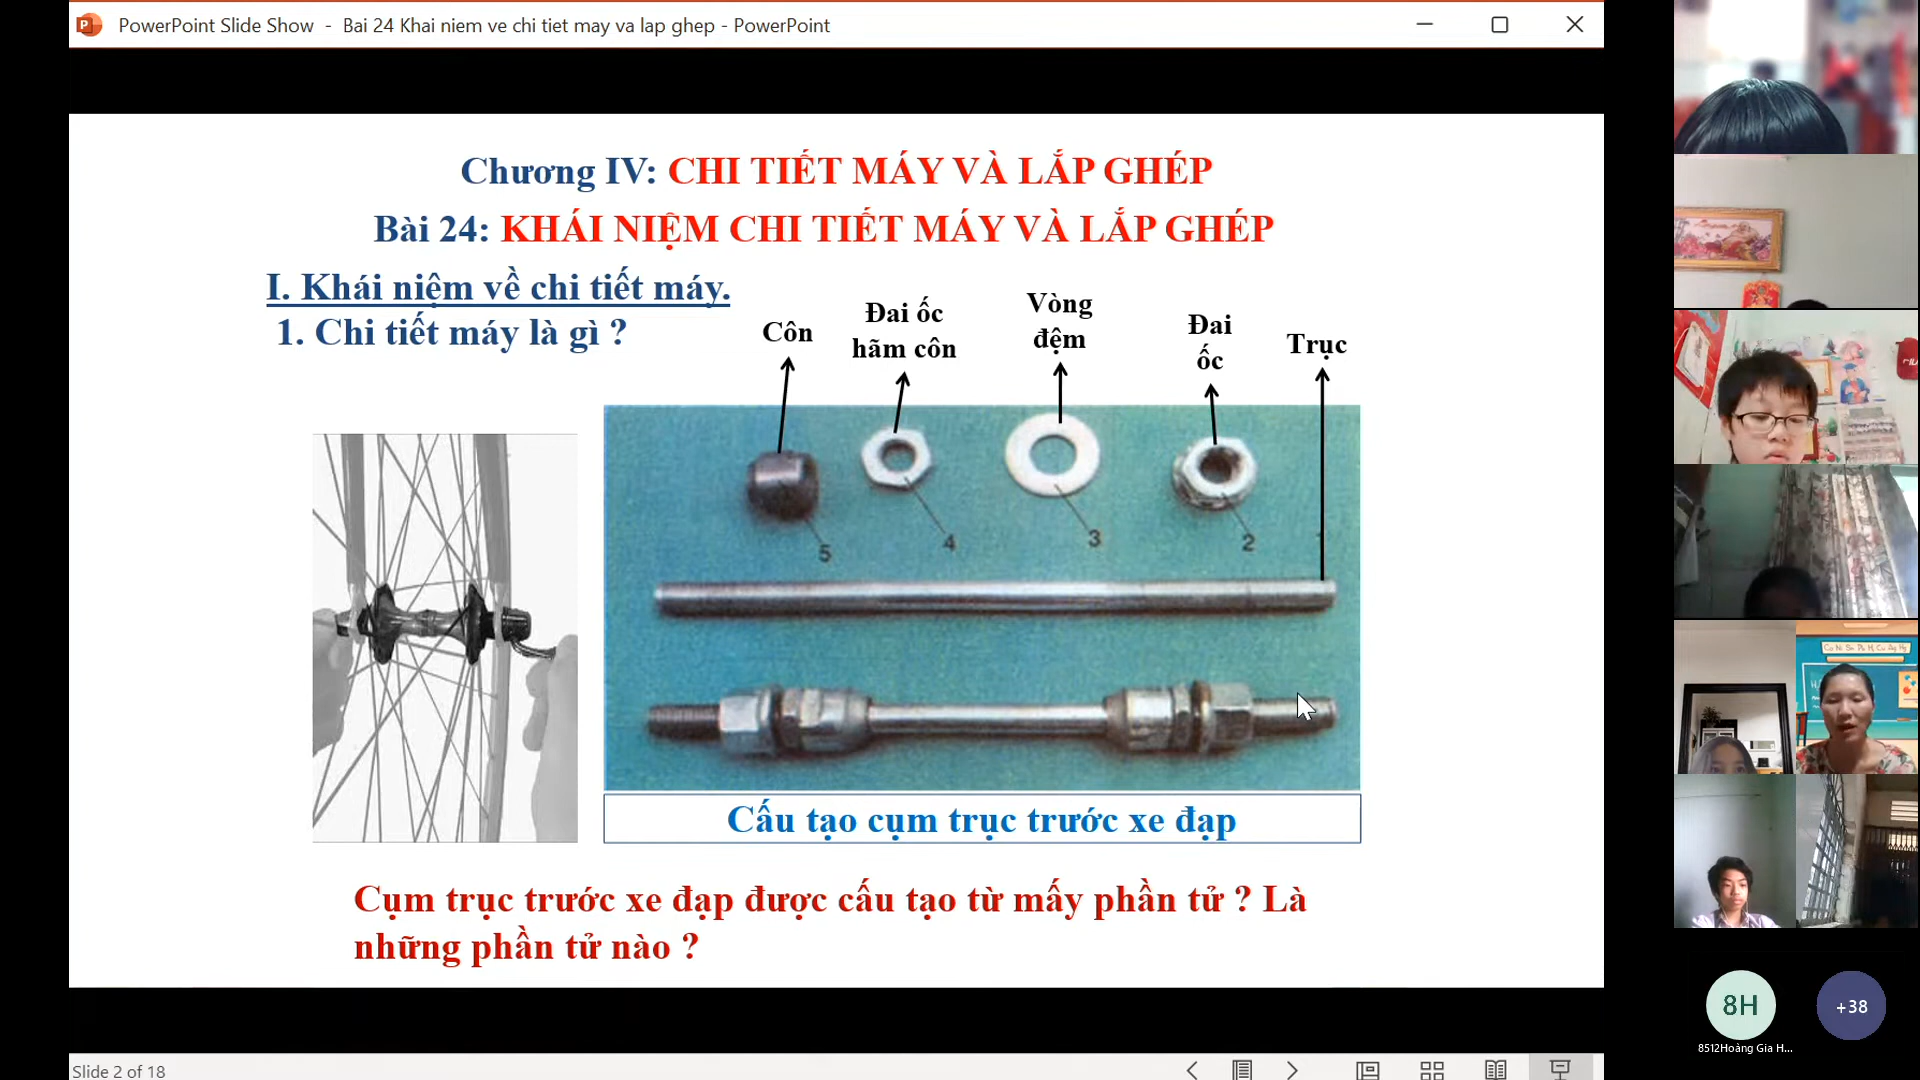 PowerPoint Slide Show - Bai 24 Khai niem ve chi tiet may va lap ghep - PowerPoint
Chương IV: CHI TIẾT MÁY VÀ LẮP GHÉP
Bài 24: KHÁI NIỆM CHI TIẾT MÁY VÀ LẮP GHÉP
I. Khái niệm về chi tiết máy.
1. Chi tiết máy là gì ?
Côn
Đai ốc
hãm côn
Vòng
đệm
Đai
ốc
Trục
5
4
3
2
Cấu tạo cụm trục trước xe đạp
Cụm trục trước xe đạp được cấu tạo từ mấy phần tử ? Là
những phần tử nào ?
8H
+38
8512Hoàng Gia H...
Slide 2 of 18